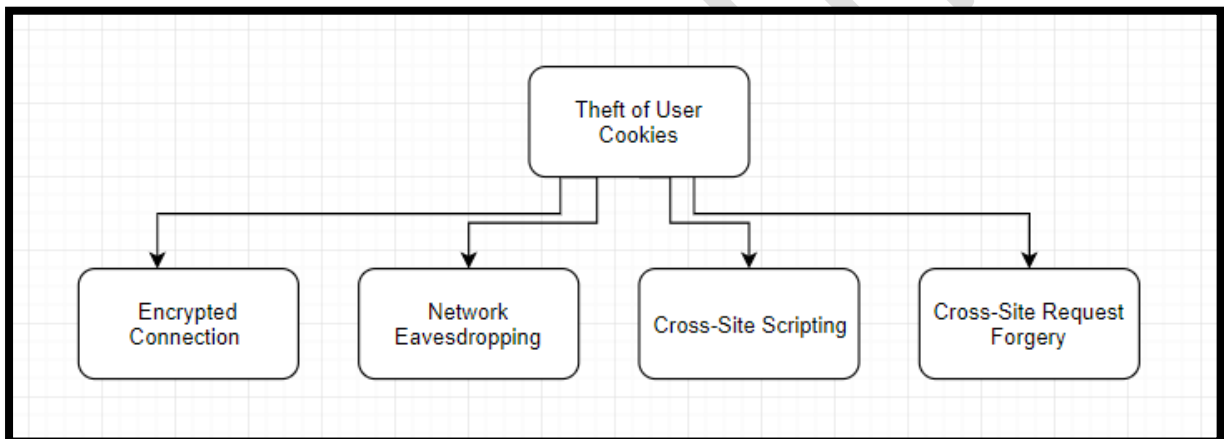 Theft of User
Cookies
Encrypted
Connection
Network
Eavesdropping
Cross-Site Scripting
Cross-Site Request
Forgery